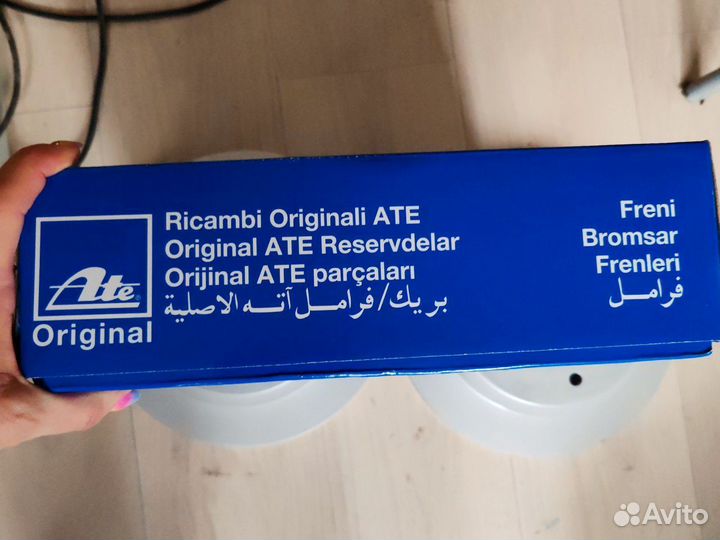 Ate
Original
Ricambi Originali ATE
Original ATE Reservdelar
Orijinal ATE parçaları
بريك/فرامل آته الاصلية
Freni
Bromsar
Frenleri
فرامل
Avito